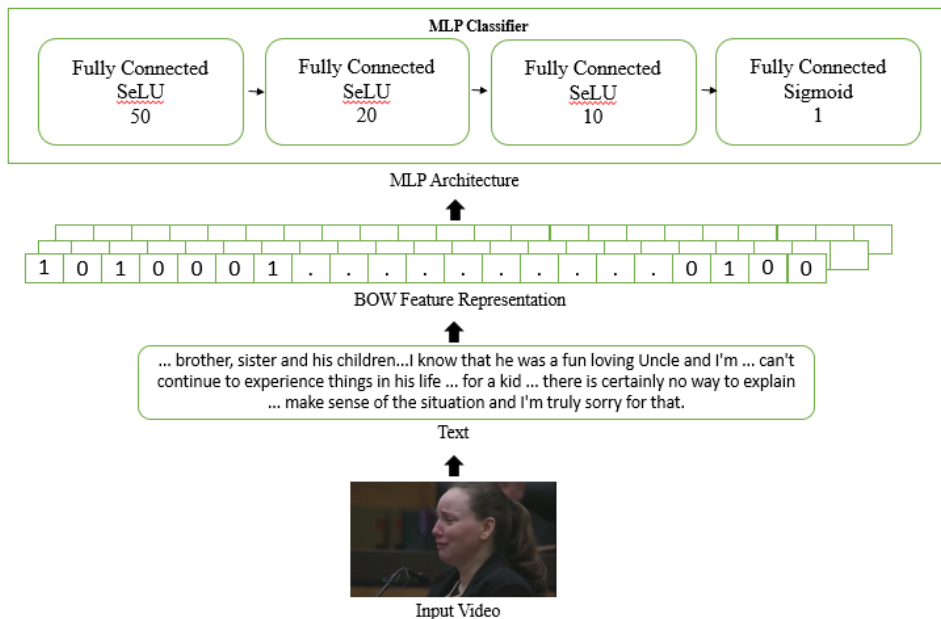 MLP Classifier
Fully Connected
SeLU
50
Fully Connected
SeLU
20
Fully Connected
SeLU
10
Fully Connected
Sigmoid
1
MLP Architecture
1 0 1 0 0 0 1 . . . . . . . . . . 0 1 0 0
BOW Feature Representation
... brother, sister and his children...I know that he was a fun loving Uncle and I'm ... can't
continue to experience things in his life ... for a kid ... there is certainly no way to explain
... make sense of the situation and I'm truly sorry for that.
Text
Input Video